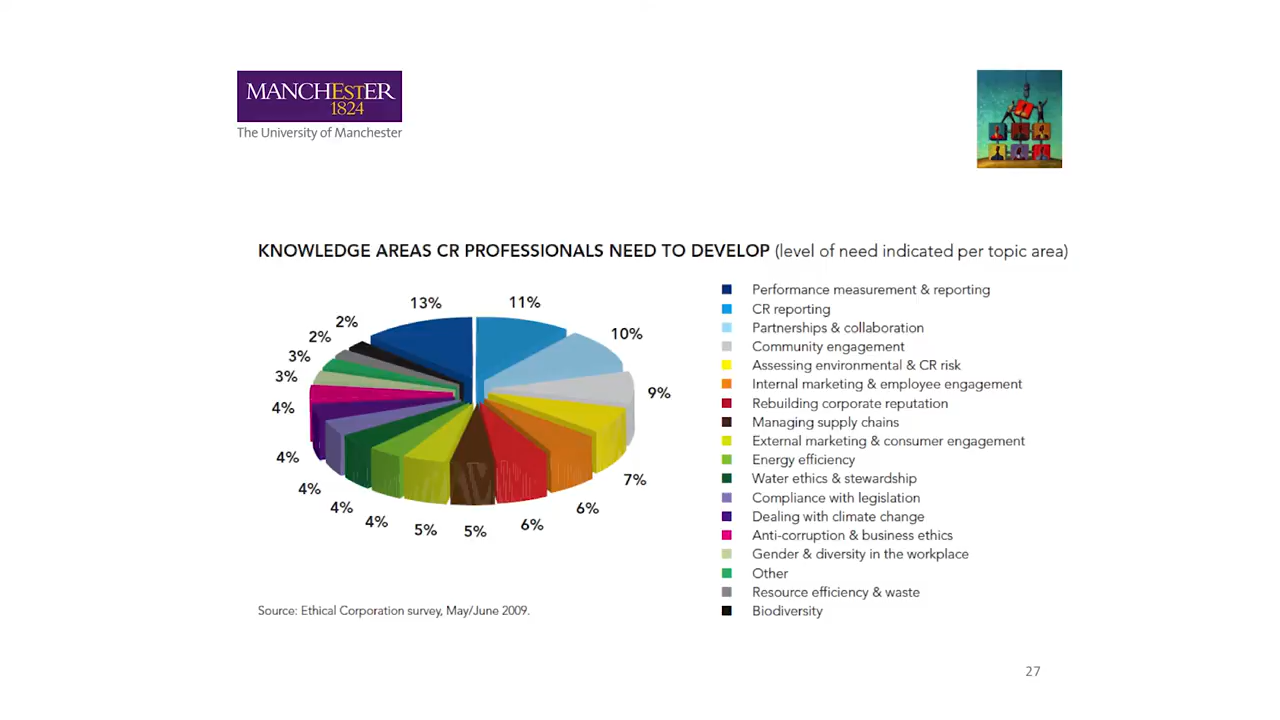 MANCHESTER
1824
The University of Manchester
KNOWLEDGE AREAS CR PROFESSIONALS NEED TO DEVELOP (level of need indicated per topic area)
13%
11%
10%
9%
7%
6%
6%
5%
5%
4%
4%
4%
4%
4%
3%
3%
2%
2%
Performance measurement & reporting
CR reporting
Partnerships & collaboration
Community engagement
Assessing environmental & CR risk
Internal marketing & employee engagement
Rebuilding corporate reputation
Managing supply chains
External marketing & consumer engagement
Energy efficiency
Water ethics & stewardship
Compliance with legislation
Dealing with climate change
Anti-corruption & business ethics
Gender & diversity in the workplace
Other
Resource efficiency & waste
Biodiversity
Source: Ethical Corporation survey, May/June 2009.
27